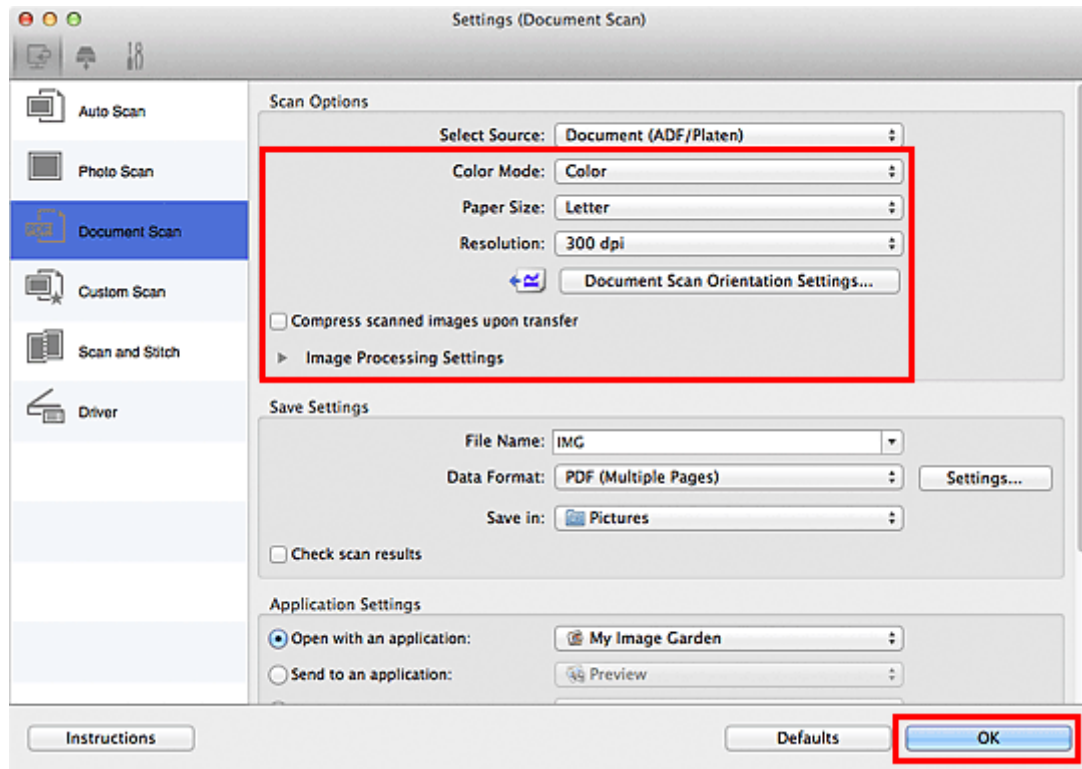 Settings (Document Scan)
Auto Scan
Photo Scan
Document Scan
Custom Scan
Scan and Stitch
Driver
Scan Options
Select Source: Document (ADF/Platen)
Color Mode: Color
Paper Size: Letter
Resolution: 300 dpi
Document Scan Orientation Settings...
Compress scanned images upon transfer
Image Processing Settings
Save Settings
File Name: IMG
Data Format: PDF (Multiple Pages) Settings...
Save in: Pictures
Check scan results
Application Settings
Open with an application: My Image Garden
Send to an application: Preview
Instructions Defaults OK